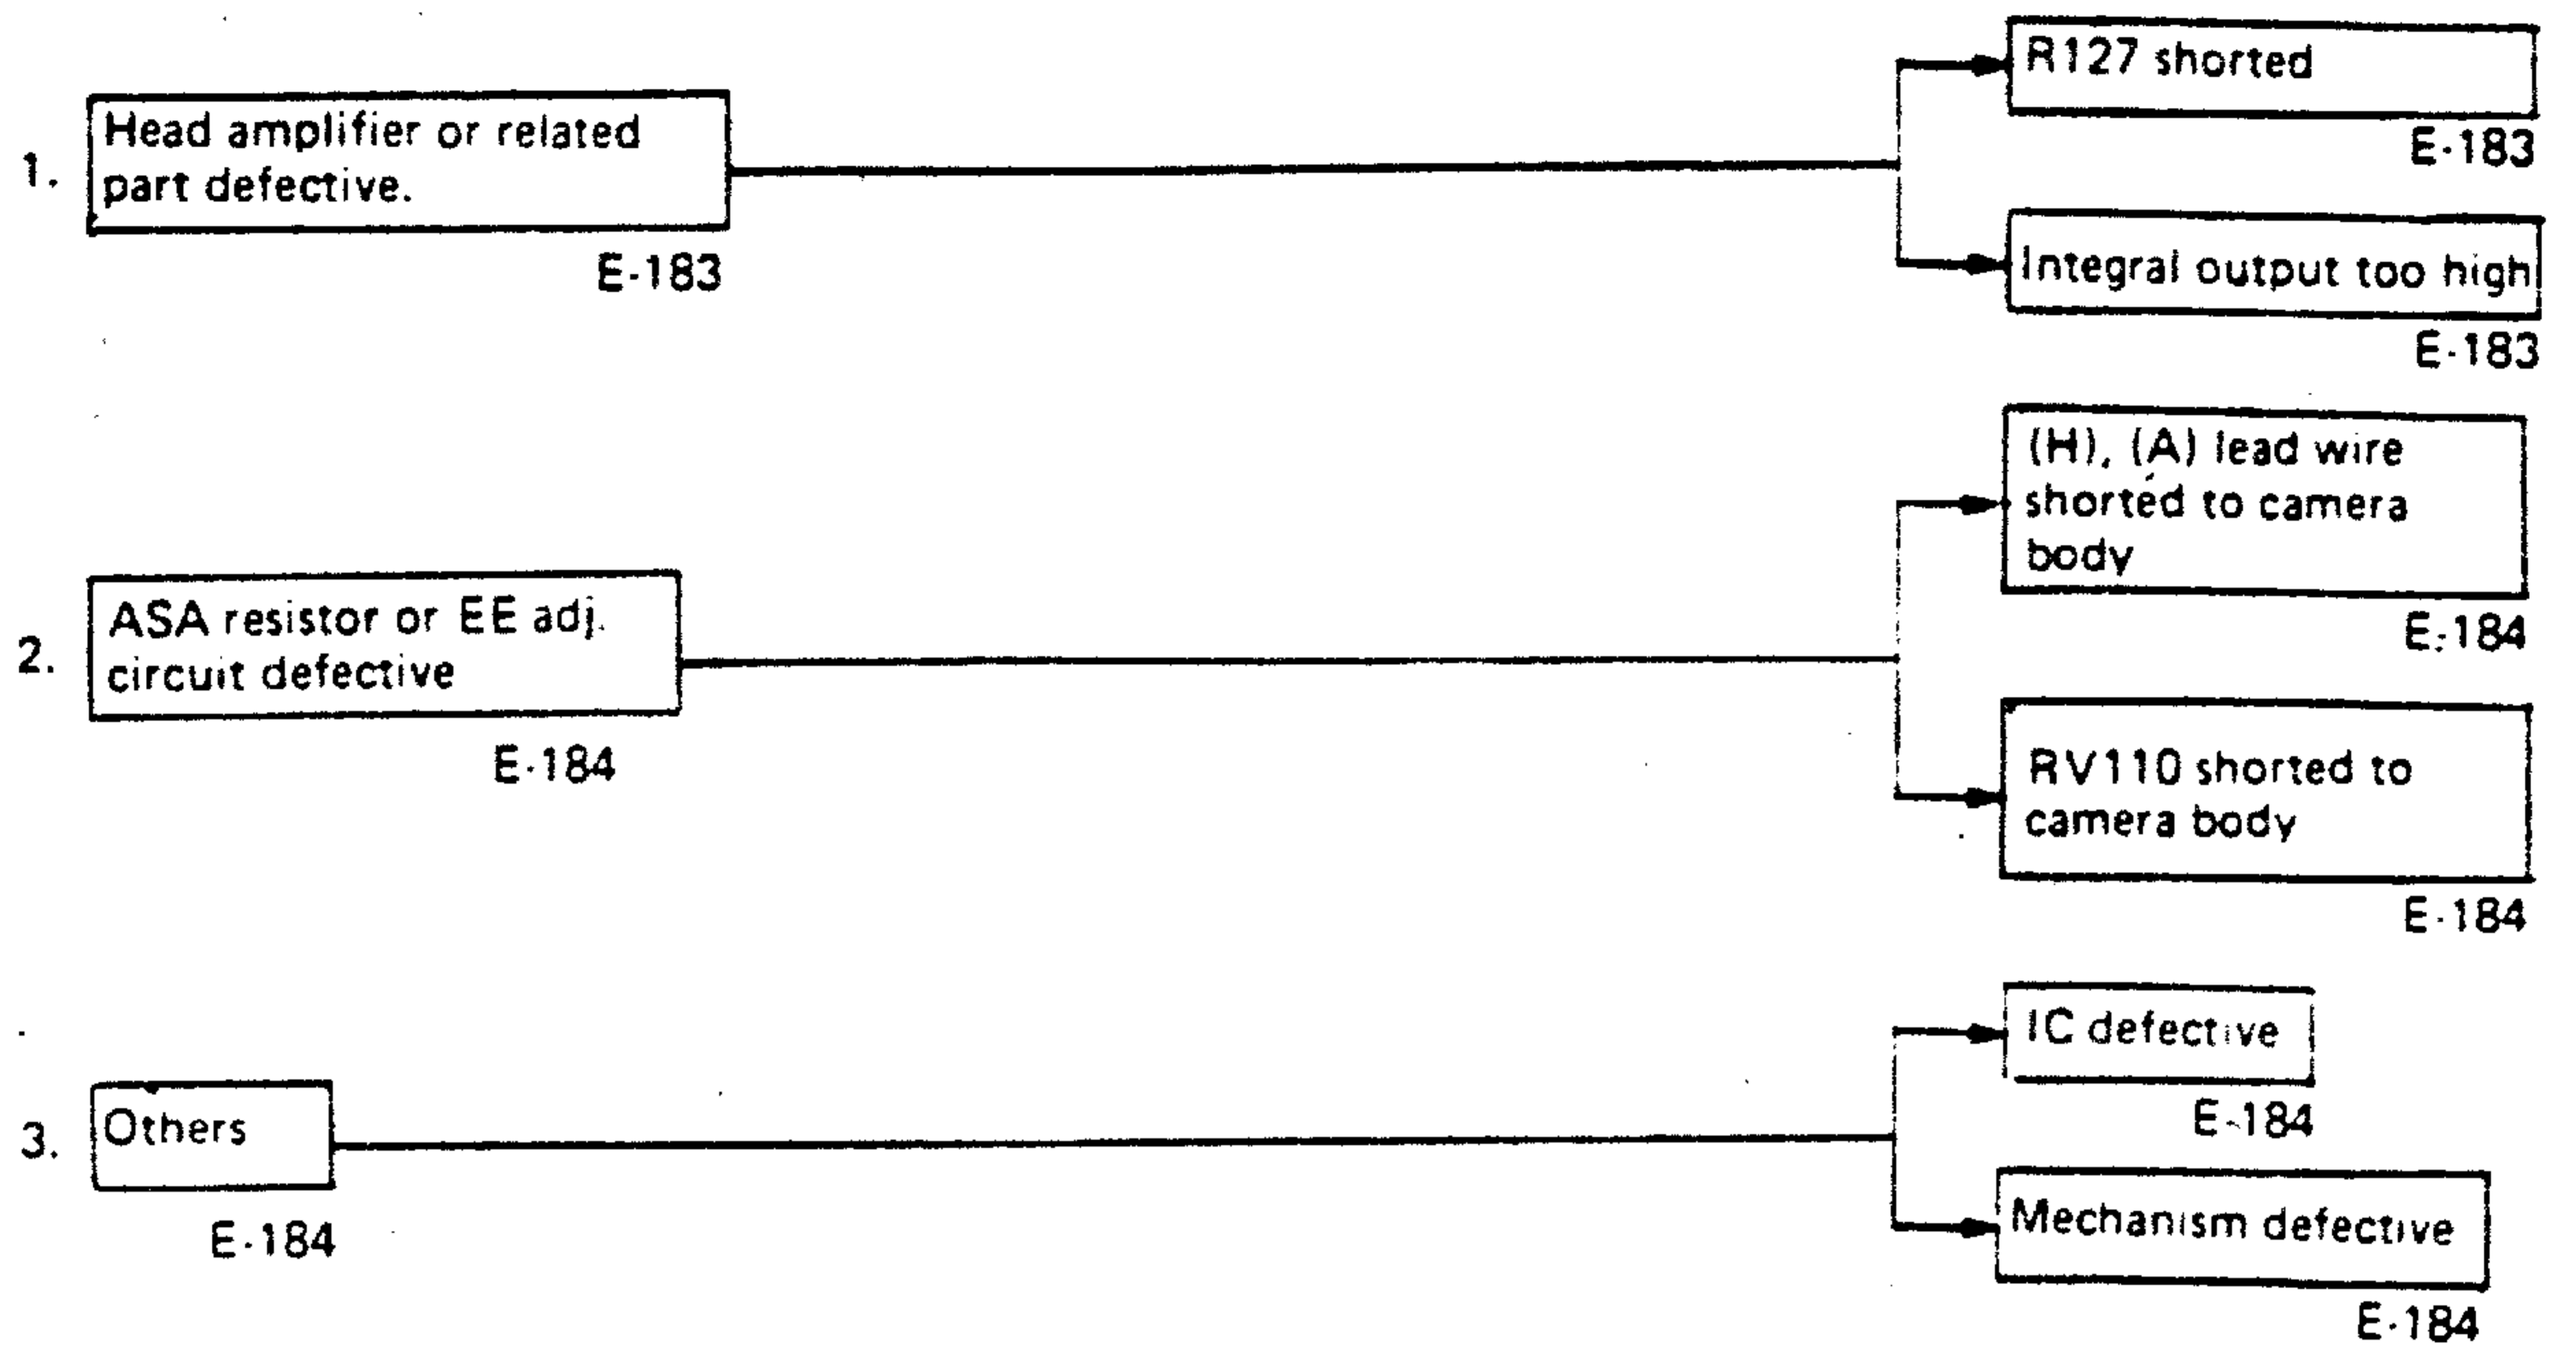 1.
Head amplifier or related
part defective.
E-183
R127 shorted
E-183
Integral output too high
E-183
2.
ASA resistor or EE adj.
circuit defective
E-184
(H), (A) lead wire
shorted to camera
body
E-184
RV110 shorted to
camera body
E-184
3.
Others
E-184
IC defective
E-184
Mechanism defective
E-184